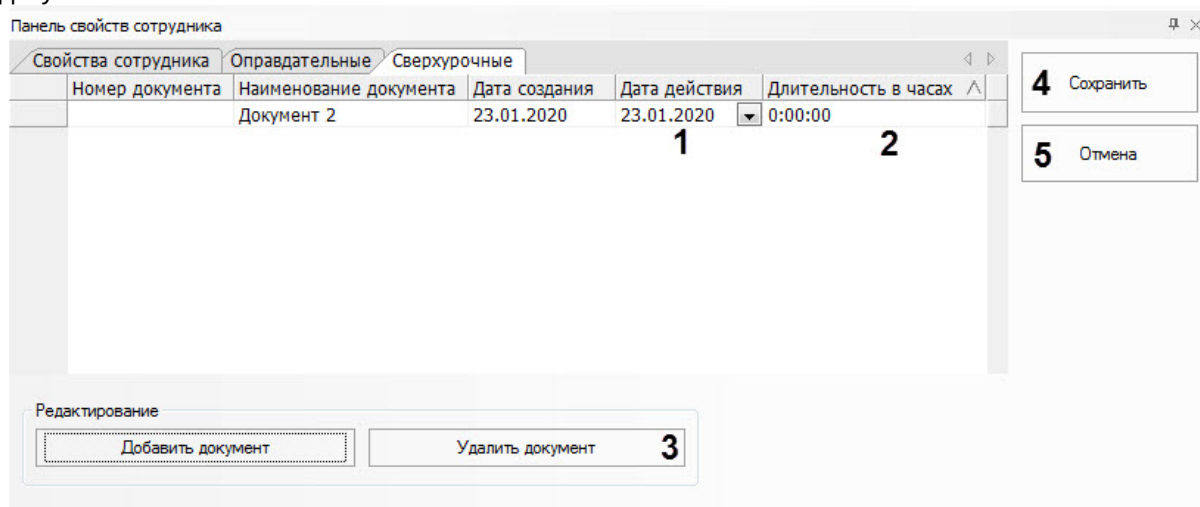 Панель свойств сотрудника
Свойства сотрудника Оправдательные Сверхурочные
Номер документа Наименование документа Дата создания Дата действия Длительность в часах
Документ 2 23.01.2020 23.01.2020 0:00:00
1 2
4 Сохранить
5 Отмена
Редактирование
Добавить документ Удалить документ 3